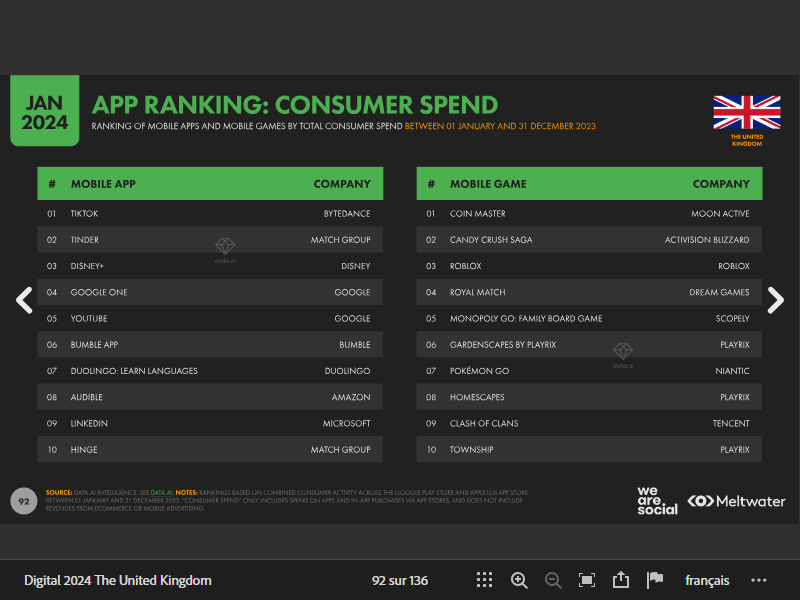 JAN
2024
APP RANKING: CONSUMER SPEND
RANKING OF MOBILE APPS AND MOBILE GAMES BY TOTAL CONSUMER SPEND BETWEEN 01 JANUARY AND 31 DECEMBER 2023
THE UNITED
KINGDOM
# MOBILE APP COMPANY
01 TIKTOK BYTEDANCE
02 TINDER MATCH GROUP
03 DISNEY+ DISNEY
04 GOOGLE ONE GOOGLE
05 YOUTUBE GOOGLE
06 BUMBLE APP BUMBLE
07 DUOLINGO: LEARN LANGUAGES DUOLINGO
08 AUDIBLE AMAZON
09 LINKEDIN MICROSOFT
10 HINGE MATCH GROUP
data.ai
# MOBILE GAME COMPANY
01 COIN MASTER MOON ACTIVE
02 CANDY CRUSH SAGA ACTIVISION BLIZZARD
03 ROBLOX ROBLOX
04 ROYAL MATCH DREAM GAMES
05 MONOPOLY GO: FAMILY BOARD GAME SCOPELY
06 GARDENSCAPES BY PLAYRIX PLAYRIX
07 POKÉMON GO NIANTIC
08 HOMESCAPES PLAYRIX
09 CLASH OF CLANS TENCENT
10 TOWNSHIP PLAYRIX
data.ai
92
SOURCE: DATA.AI INTELLIGENCE. SEE DATA.AI. NOTES: RANKINGS BASED ON COMBINED CONSUMER ACTIVITY ACROSS THE GOOGLE PLAY STORE AND APPLE IOS APP STORE
BETWEEN 01 JANUARY AND 31 DECEMBER 2023. "CONSUMER SPEND" ONLY INCLUDES SPEND ON APPS AND IN-APP PURCHASES VIA APP STORES, AND DOES NOT INCLUDE
REVENUES FROM ECOMMERCE OR MOBILE ADVERTISING.
we
are.
social
Meltwater
Digital 2024 The United Kingdom
92 sur 136
français